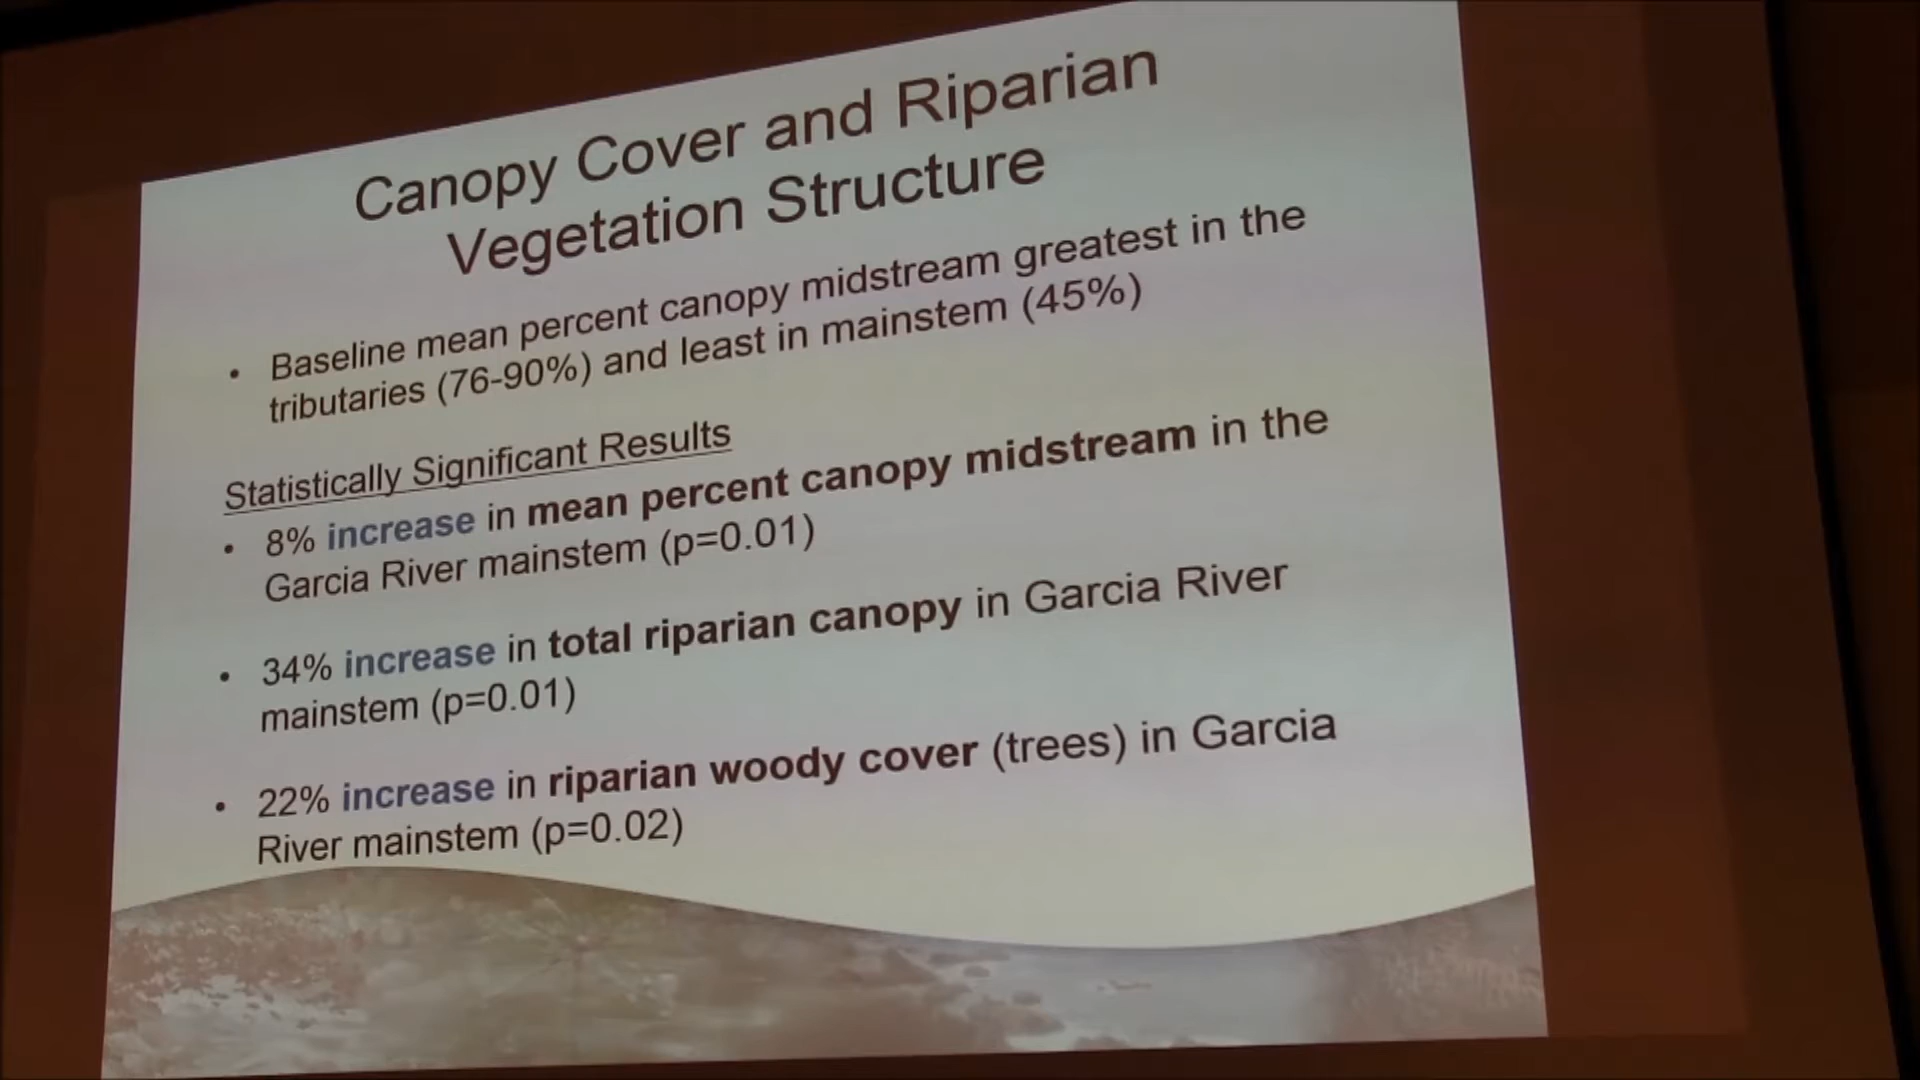 Canopy Cover and Riparian
Vegetation Structure
• Baseline mean percent canopy midstream greatest in the
tributaries (76-90%) and least in mainstem (45%)
Statistically Significant Results
• 8% increase in mean percent canopy midstream in the
Garcia River mainstem (p=0.01)
• 34% increase in total riparian canopy in Garcia River
mainstem (p=0.01)
• 22% increase in riparian woody cover (trees) in Garcia
River mainstem (p=0.02)